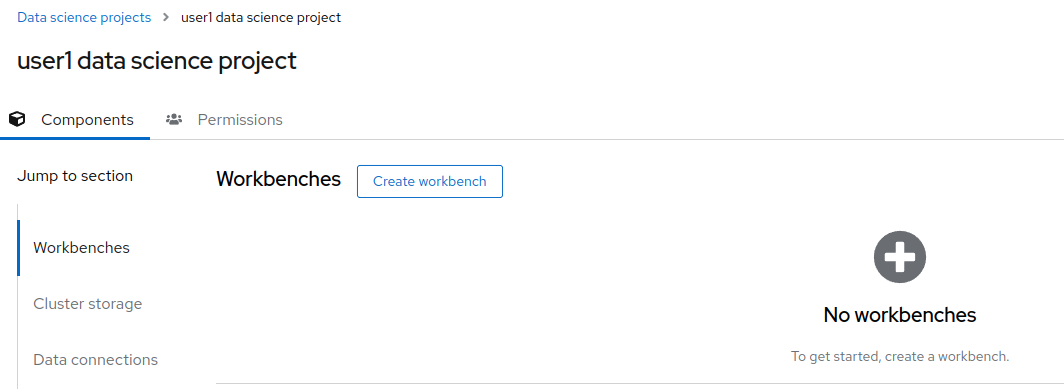 Data science projects > user1 data science project
user1 data science project
Components Permissions
Jump to section
Workbenches
Cluster storage
Data connections
Workbenches Create workbench
No workbenches
To get started, create a workbench.